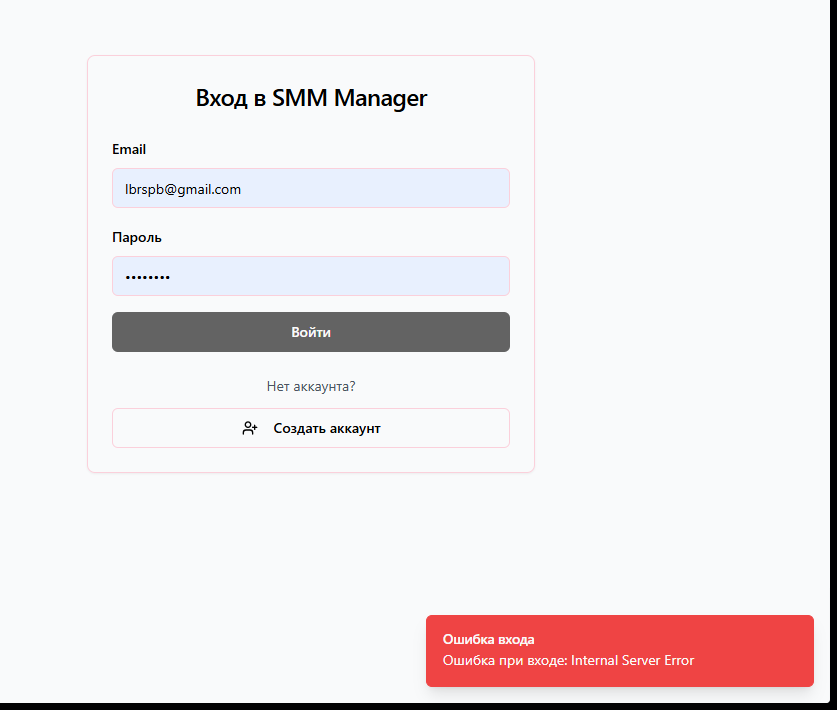 Вход в SMM Manager
Email
lbrspb@gmail.com
Пароль
••••••••
Войти
Нет аккаунта?
Создать аккаунт
Ошибка входа
Ошибка при входе: Internal Server Error